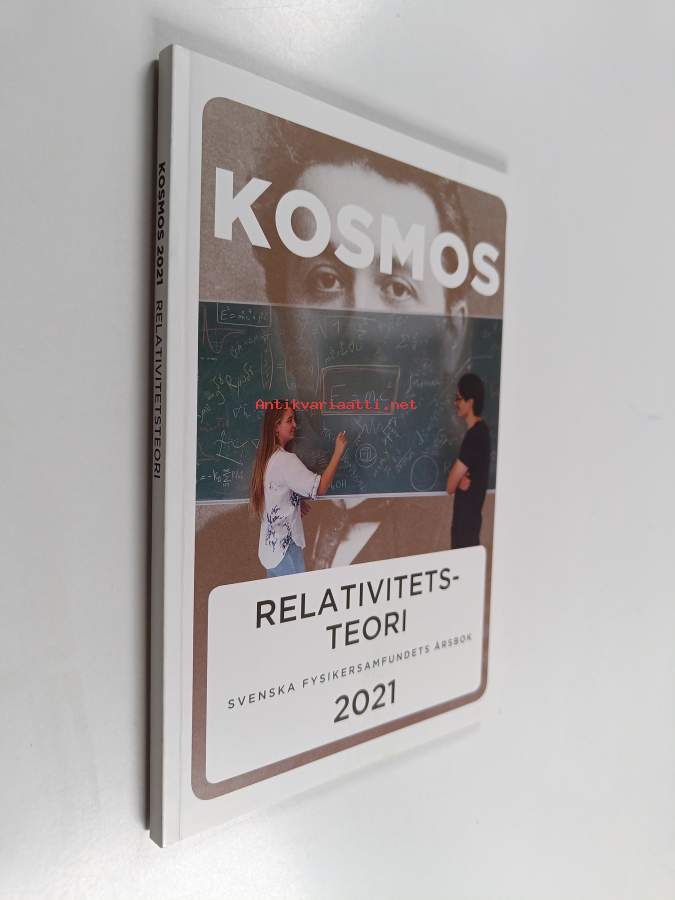 KOSMOS 2021 RELATIVITETSTEORI
KOSMOS
Antikvariaatti.net
RELATIVITETS-
TEORI
SVENSKA FYSIKERSAMFUNDETS ÅRSBOK
2021